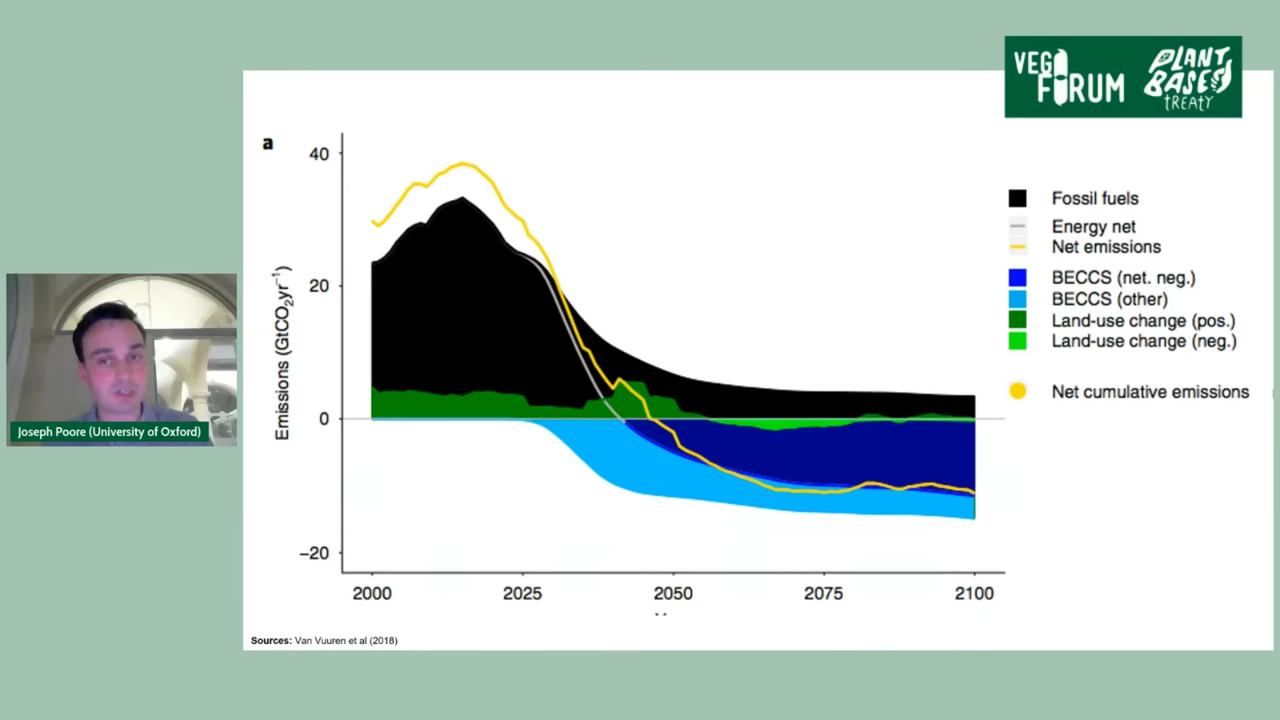 VEG
FORUM
PLANT
BASED
TREATY
a
40
20
0
−20
Emissions (GtCO₂yr⁻¹)
2000
2025
2050
2075
2100
Fossil fuels
Energy net
Net emissions
BECCS (net. neg.)
BECCS (other)
Land-use change (pos.)
Land-use change (neg.)
Net cumulative emissions
Joseph Poore (University of Oxford)
Sources: Van Vuuren et al (2018)